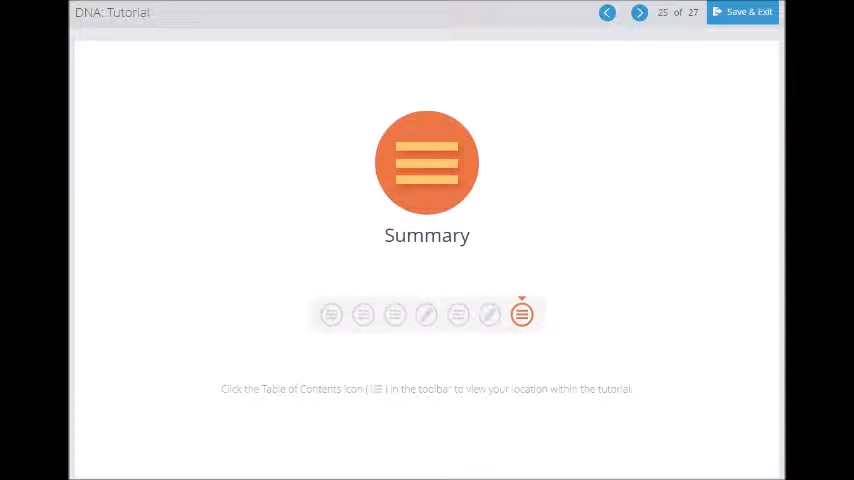 DNA: Tutorial
25 of 27
Save & Exit
Summary
Click the Table of Contents icon ( ) in the toolbar to view your location within the tutorial.